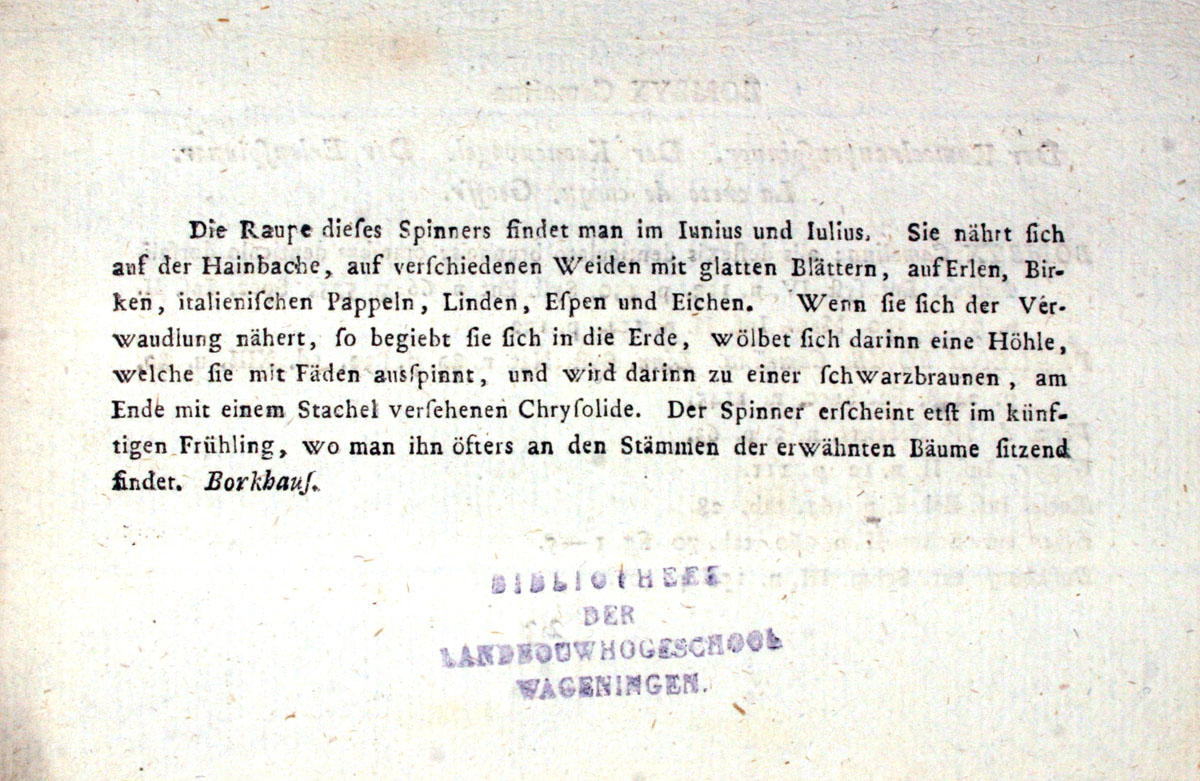 Die Raupe dieſes Spinners findet man im Iunius und Iulius. Sie nährt ſich
auf der Hainbache, auf verſchiedenen Weiden mit glatten Blättern, auf Erlen, Bir-
ken, italieniſchen Pappeln, Linden, Eſpen und Eichen. Wenn ſie ſich der Ver-
wandlung nähert, ſo begiebt ſie ſich in die Erde, wölbet ſich darinn eine Höhle,
welche ſie mit Fäden ausſpinnt, und wird darinn zu einer ſchwarzbraunen, am
Ende mit einem Stachel verſehenen Chryſolide. Der Spinner erſcheint etſt im künf-
tigen Frühling, wo man ihn öfters an den Stämmen der erwähnten Bäume ſitzend
findet. Borkhauſ.
BIBLIOTHEEK
DER
LANDBOUWHOGESCHOOL
WAGENINGEN.